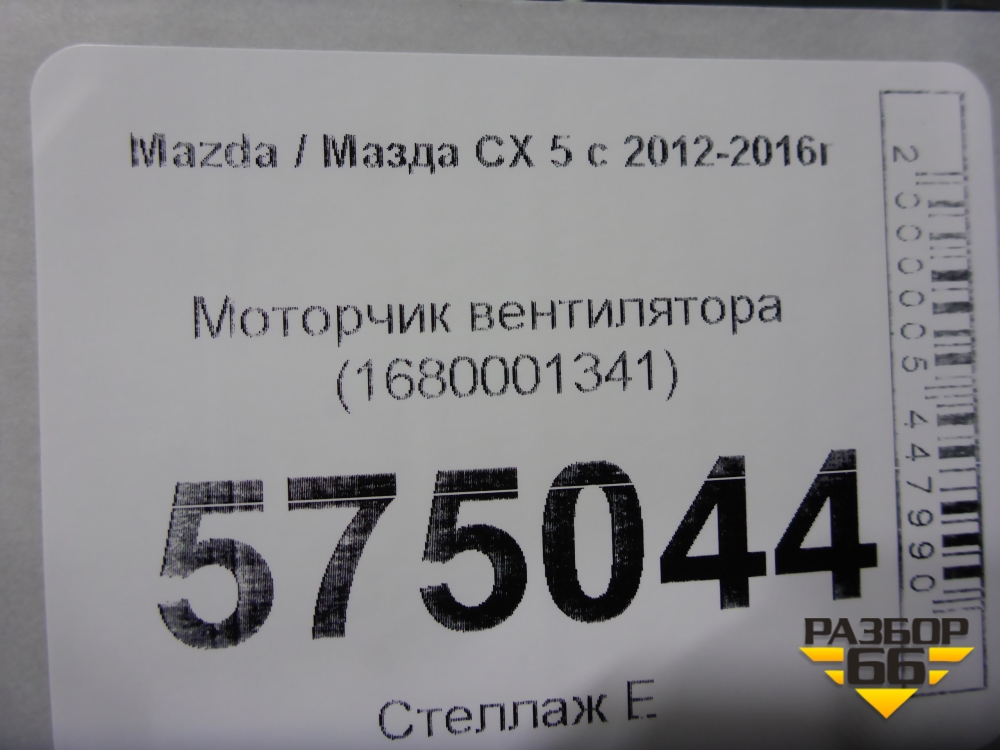 Mazda / Мазда CX 5 с 2012-2016г
Моторчик вентилятора
(1680001341)
575044
Стеллаж Е
2000005447990
РАЗБОР
66